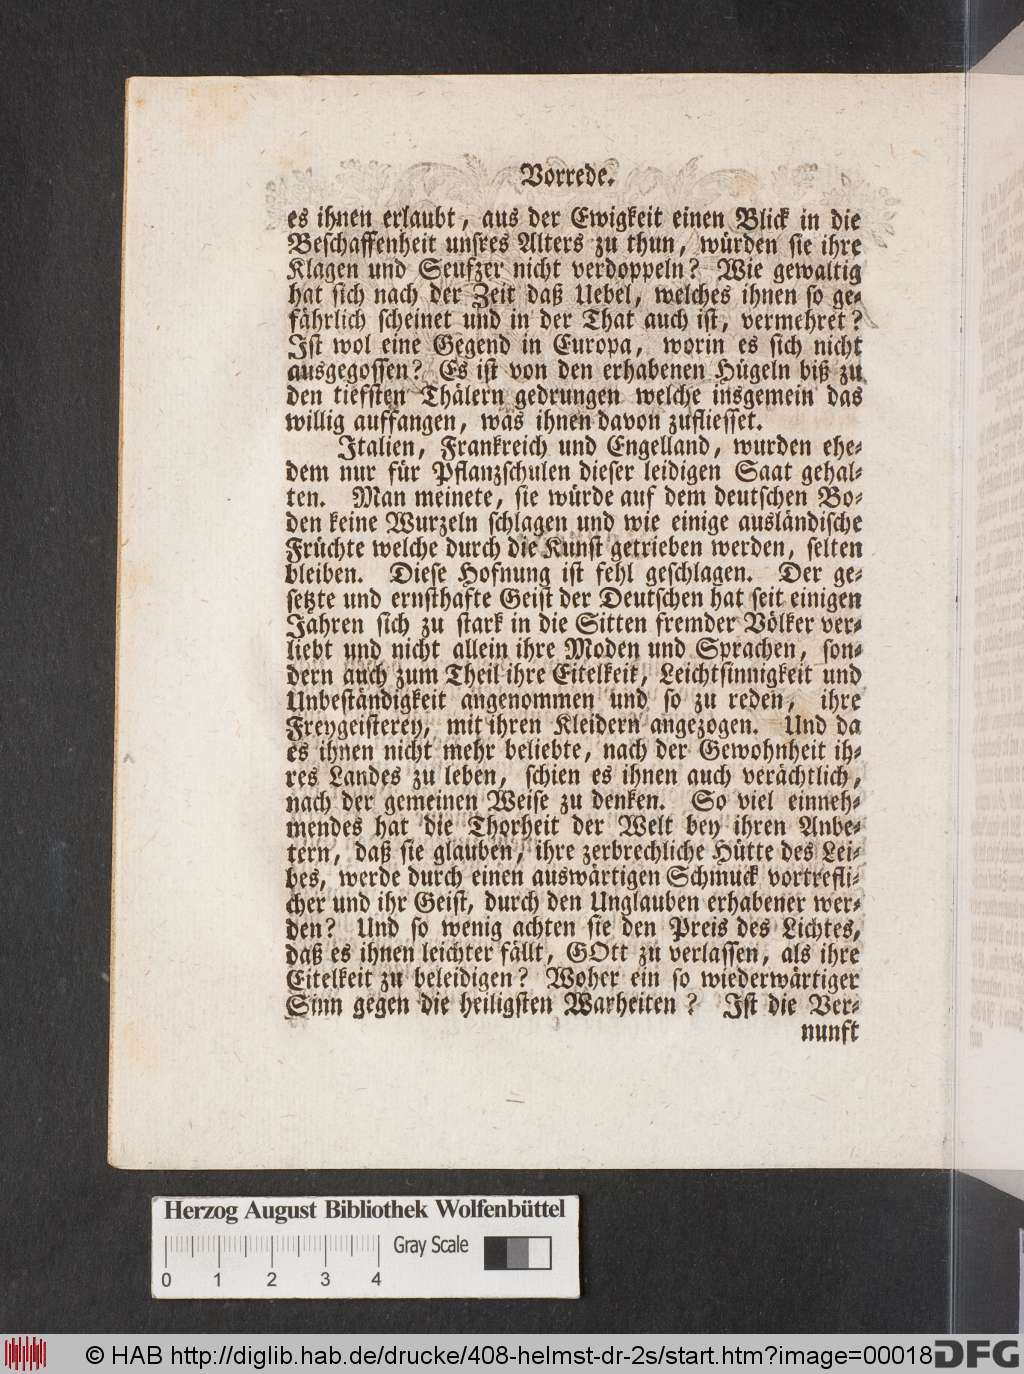 Vorrede.
es ihnen erlaubt, aus der Ewigkeit einen Blick in die
Beschaffenheit unsres Alters zu thun, würden sie ihre
Klagen und Seufzer nicht verdoppeln? Wie gewaltig
hat sich nach der Zeit daß Uebel, welches ihnen so ge-
fährlich scheinet und in der That auch ist, vermehret?
Ist wol eine Gegend in Europa, worin es sich nicht
ausgegossen? Es ist von den erhabenen Hügeln biß zu
den tiefsten Thälern gedrungen welche insgemein das
willig auffangen, was ihnen davon zufliesset.
Italien, Frankreich und Engelland, wurden ehe-
dem nur für Pflanzschulen dieser leidigen Saat gehal-
ten. Man meinete, sie würde auf dem deutschen Bo-
den keine Wurzeln schlagen und wie einige ausländische
Früchte welche durch die Kunst getrieben werden, selten
bleiben. Diese Hofnung ist fehl geschlagen. Der ge-
setzte und ernsthafte Geist der Deutschen hat seit einigen
Jahren sich zu stark in die Sitten fremder Völker ver-
liebt und nicht allein ihre Moden und Sprachen, son-
dern auch zum Theil ihre Eitelkeit, Leichtsinnigkeit und
Unbeständigkeit angenommen und so zu reden, ihre
Freygeisterey, mit ihren Kleidern angezogen. Und da
es ihnen nicht mehr beliebte, nach der Gewohnheit ih-
res Landes zu leben, schien es ihnen auch verächtlich,
nach der gemeinen Weise zu denken. So viel einneh-
mendes hat die Thorheit der Welt bey ihren Anbe-
tern, daß sie glauben, ihre zerbrechliche Hütte des Lei-
bes, werde durch einen auswärtigen Schmuck vortrefli-
cher und ihr Geist, durch den Unglauben erhabener wer-
den? Und so wenig achten sie den Preis des Lichtes,
daß es ihnen leichter fällt, GOtt zu verlassen, als ihre
Eitelkeit zu beleidigen? Woher ein so wiederwärtiger
Sinn gegen die heiligsten Warheiten? Ist die Ver-
nunft
Herzog August Bibliothek Wolfenbüttel
Gray Scale
0 1 2 3 4
© HAB http://diglib.hab.de/drucke/408-helmst-dr-2s/start.htm?image=00018
DFG